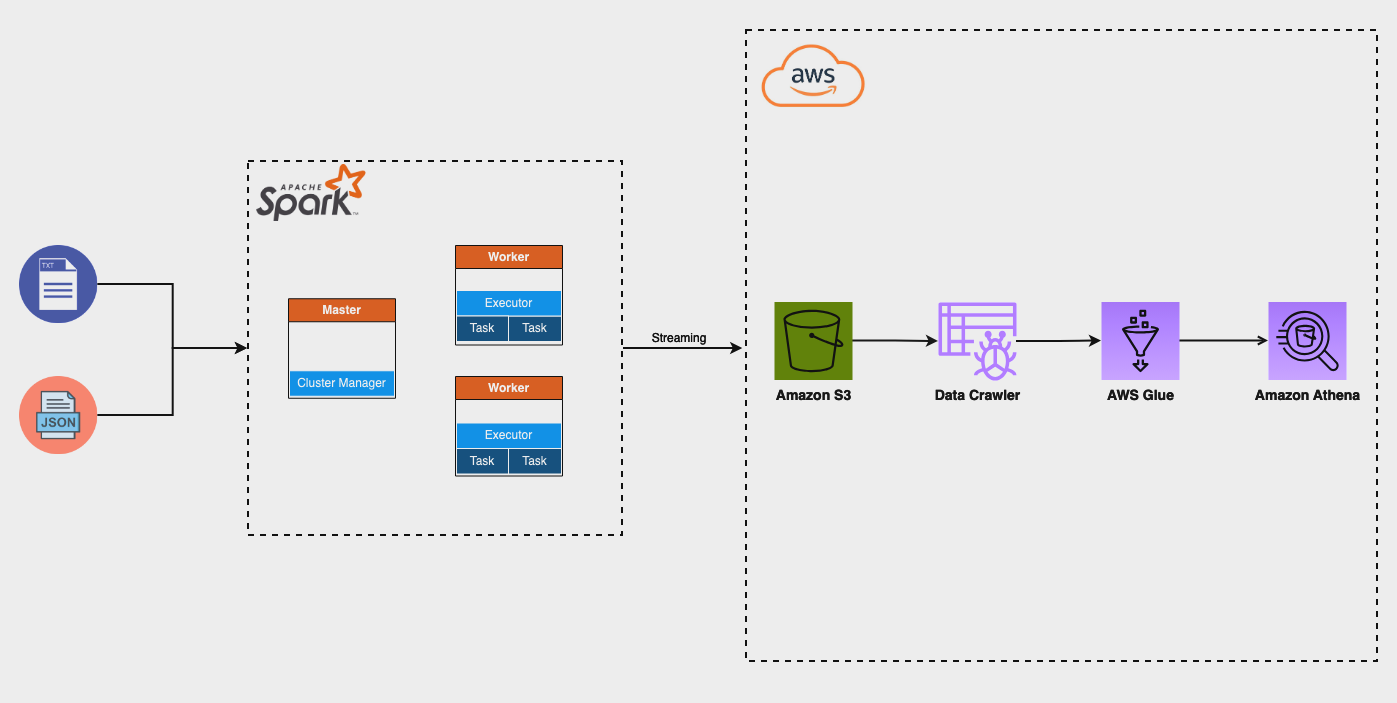 aws
APACHE
Spark™
TXT
JSON
Master
Cluster Manager
Worker
Executor
Task Task
Worker
Executor
Task Task
Streaming
Amazon S3
Data Crawler
AWS Glue
Amazon Athena